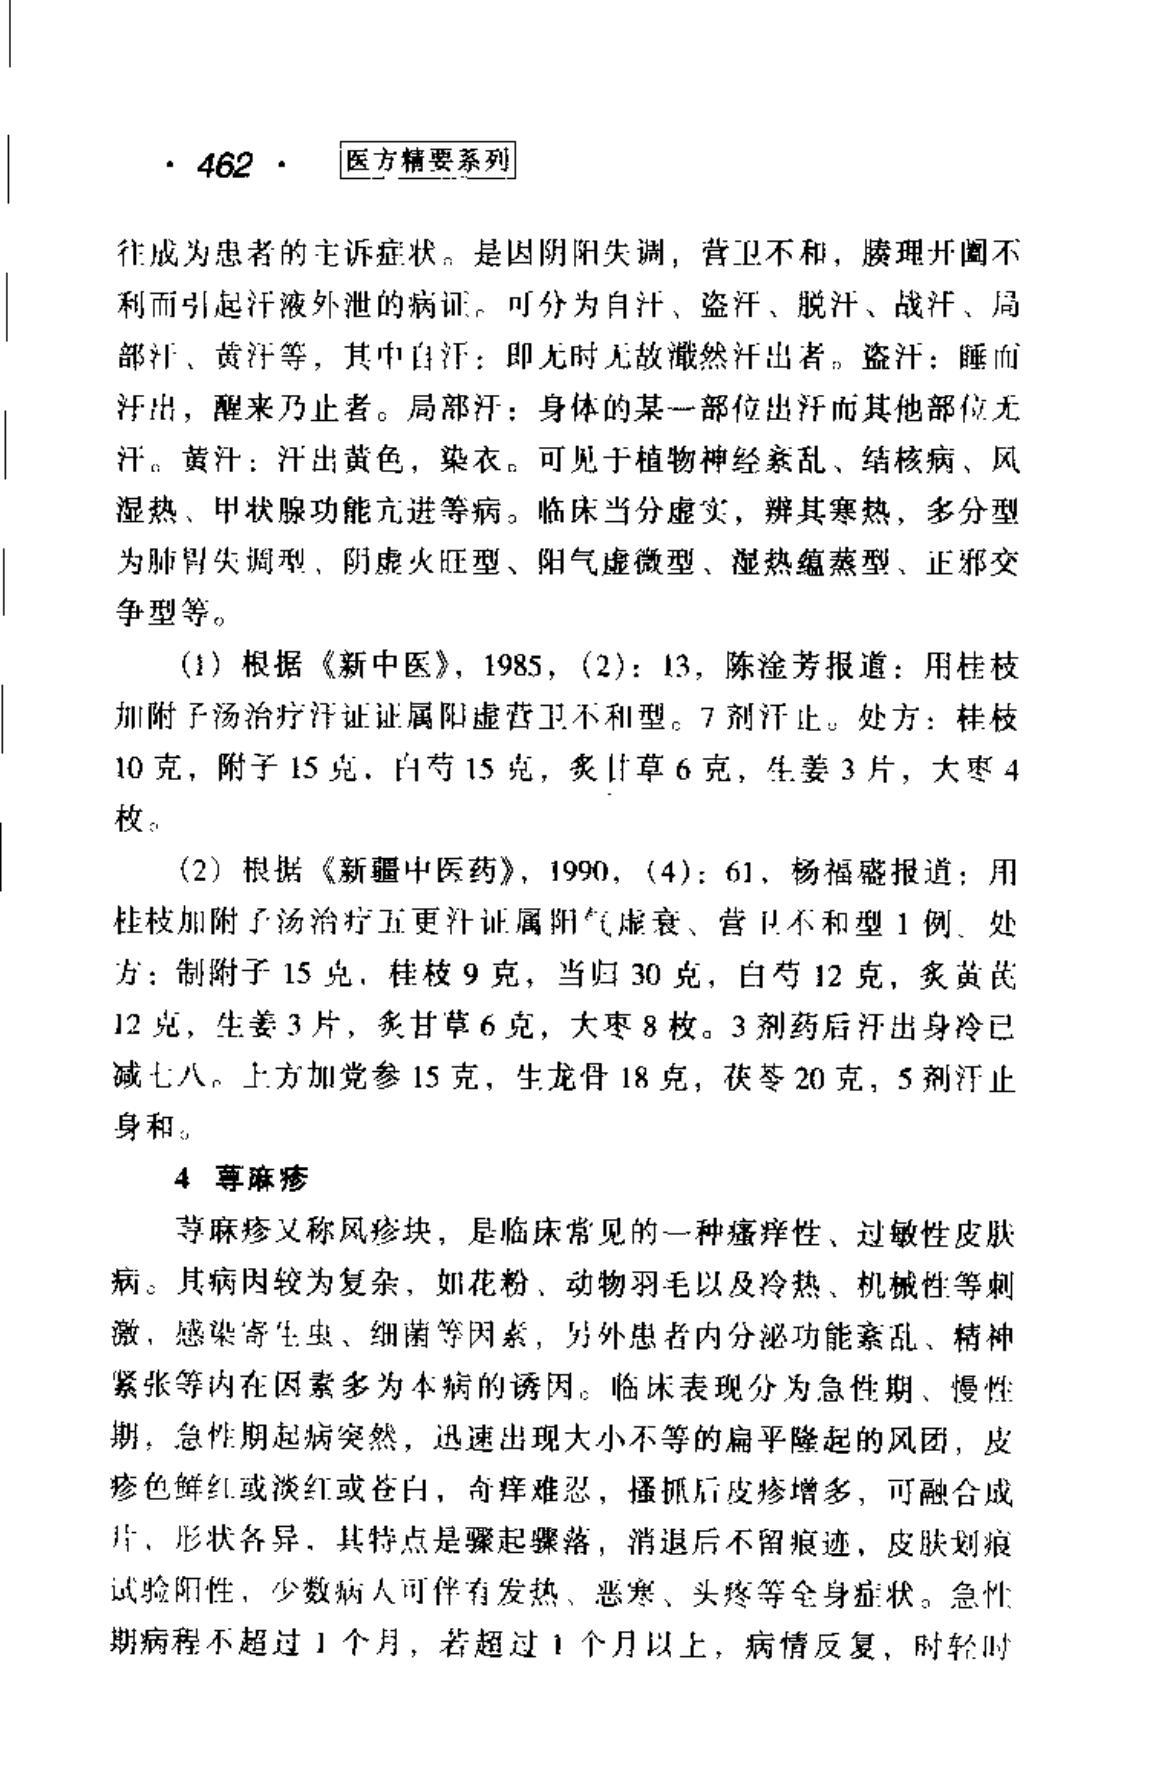 · 462 · 医方精要系列
往成为患者的主诉症状。是因阴阳失调，营卫不和，腠理开阖不
利而引起汗液外泄的病证。可分为自汗、盗汗、脱汗、战汗、局
部汗、黄汗等，其中自汗：即无时无故濈然汗出者。盗汗：睡而
汗出，醒来乃止者。局部汗：身体的某一部位出汗而其他部位无
汗。黄汗：汗出黄色，染衣。可见于植物神经紊乱、结核病、风
湿热、甲状腺功能亢进等病。临床当分虚实，辨其寒热，多分型
为肺胃失调型、阴虚火旺型、阳气虚微型、湿热蕴蒸型、正邪交
争型等。
(1) 根据《新中医》，1985，(2)：13，陈淦芳报道：用桂枝
加附子汤治疗汗证证属阳虚营卫不和型。7 剂汗止。处方：桂枝
10 克，附子 15 克，白芍 15 克，炙甘草 6 克，生姜 3 片，大枣 4
枚。
(2) 根据《新疆中医药》，1990，(4)：61，杨福盛报道：用
桂枝加附子汤治疗五更汗证属阳气虚衰、营卫不和型 1 例、处
方：制附子 15 克，桂枝 9 克，当归 30 克，白芍 12 克，炙黄芪
12 克，生姜 3 片，炙甘草 6 克，大枣 8 枚。3 剂药后汗出身冷已
减七八。上方加党参 15 克，生龙骨 18 克，茯苓 20 克，5 剂汗止
身和。
4 荨麻疹
荨麻疹又称风疹块，是临床常见的一种瘙痒性、过敏性皮肤
病。其病因较为复杂，如花粉、动物羽毛以及冷热、机械性等刺
激，感染寄生虫、细菌等因素，另外患者内分泌功能紊乱、精神
紧张等内在因素多为本病的诱因。临床表现分为急性期、慢性
期，急性期起病突然，迅速出现大小不等的扁平隆起的风团，皮
疹色鲜红或淡红或苍白，奇痒难忍，搔抓后皮疹增多，可融合成
片，形状各异，其特点是骤起骤落，消退后不留痕迹，皮肤划痕
试验阳性，少数病人可伴有发热、恶寒、头疼等全身症状。急性
期病程不超过 1 个月，若超过 1 个月以上，病情反复，时轻时